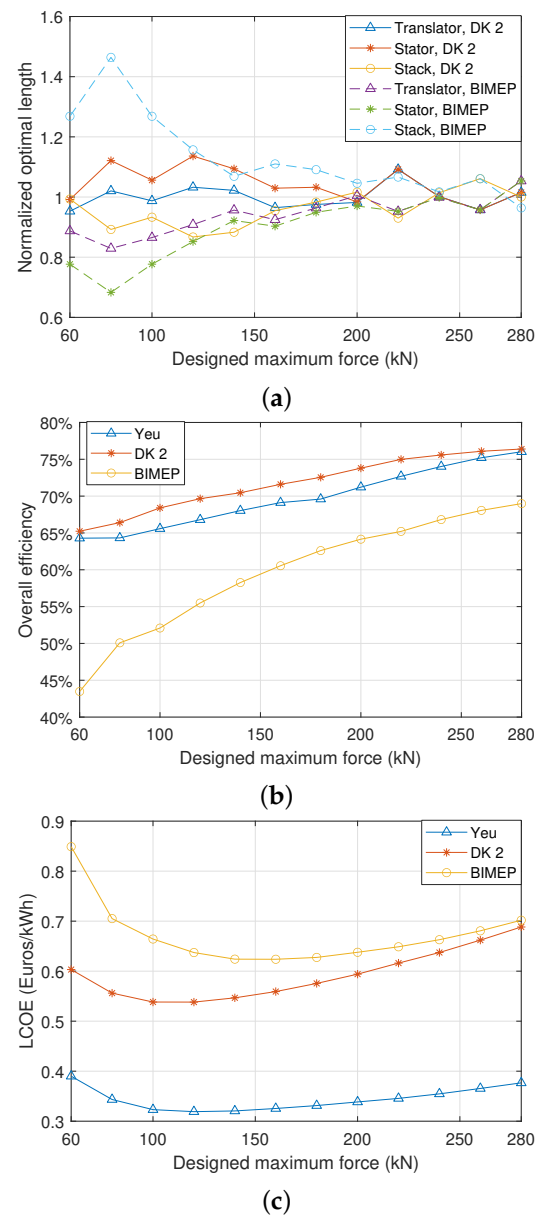 1.6
1.4
1.2
1
0.8
0.6
Normalized optimal length
Translator, DK 2
Stator, DK 2
Stack, DK 2
Translator, BIMEP
Stator, BIMEP
Stack, BIMEP
60 100 150 200 250 280
Designed maximum force (kN)
(a)
80%
75%
70%
65%
60%
55%
50%
45%
40%
Overall efficiency
Yeu
DK 2
BIMEP
60 100 150 200 250 280
Designed maximum force (kN)
(b)
0.9
0.8
0.7
0.6
0.5
0.4
0.3
LCOE (Euros/kWh)
Yeu
DK 2
BIMEP
60 100 150 200 250 280
Designed maximum force (kN)
(c)